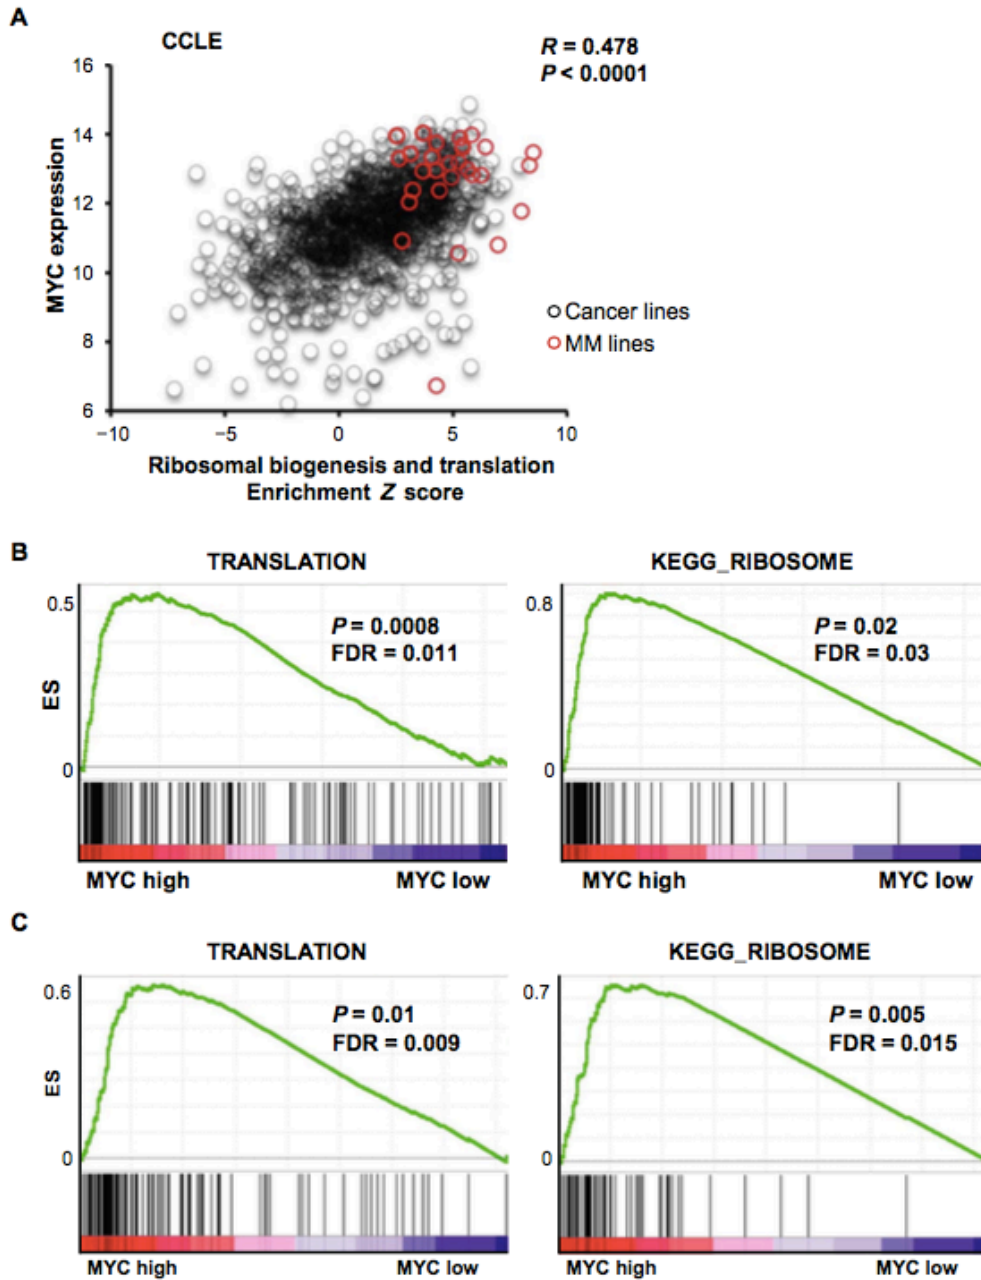 A
CCLE
R = 0.478
P < 0.0001
16
14
12
10
8
6
MYC expression
−10
−5
0
5
10
Ribosomal biogenesis and translation
Enrichment Z score
Cancer lines
MM lines
B
TRANSLATION
0.5
ES
0
P = 0.0008
FDR = 0.011
MYC high
MYC low
KEGG_RIBOSOME
0.8
0
P = 0.02
FDR = 0.03
MYC high
MYC low
C
TRANSLATION
0.6
ES
0
P = 0.01
FDR = 0.009
MYC high
MYC low
KEGG_RIBOSOME
0.7
0
P = 0.005
FDR = 0.015
MYC high
MYC low